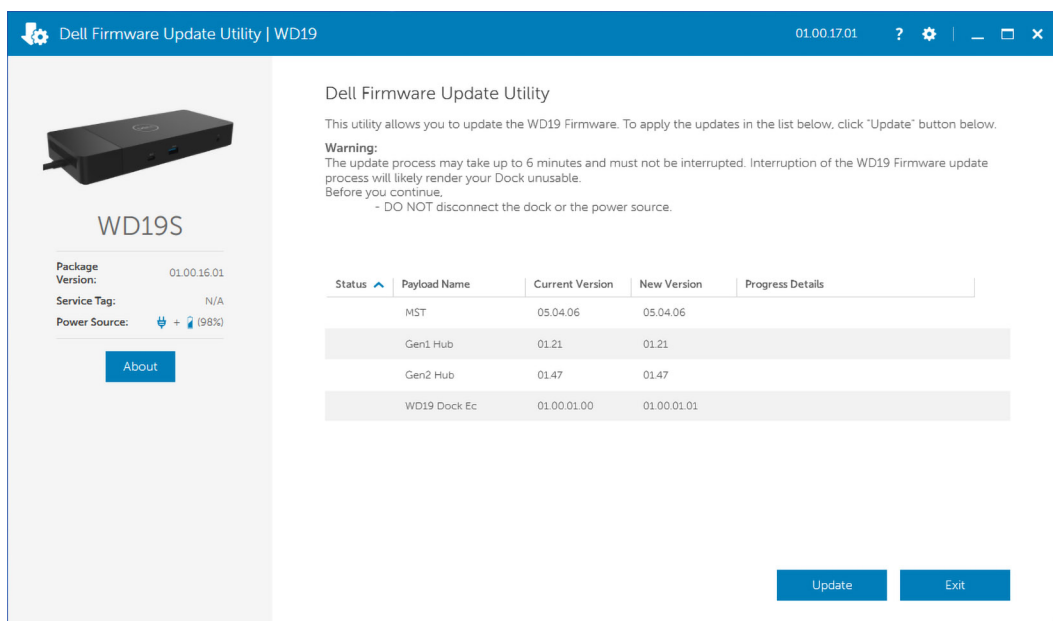 Dell Firmware Update Utility | WD19
01.00.17.01
?
Dell Firmware Update Utility
This utility allows you to update the WD19 Firmware. To apply the updates in the list below, click "Update" button below.
Warning:
The update process may take up to 6 minutes and must not be interrupted. Interruption of the WD19 Firmware update
process will likely render your Dock unusable.
Before you continue,
- DO NOT disconnect the dock or the power source.
WD19S
Package
Version:
01.00.16.01
Service Tag: N/A
Power Source: + (98%)
About
Status Payload Name Current Version New Version Progress Details
MST 05.04.06 05.04.06
Gen1 Hub 01.21 01.21
Gen2 Hub 01.47 01.47
WD19 Dock Ec 01.00.01.00 01.00.01.01
Update Exit